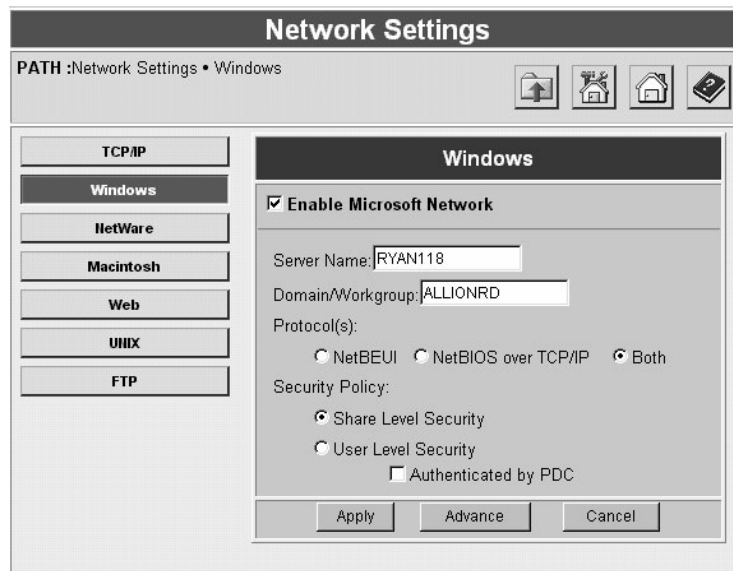 Network Settings
PATH :Network Settings • Windows
TCP/IP
Windows
NetWare
Macintosh
Web
UNIX
FTP
Windows
Enable Microsoft Network
Server Name: RYAN118
Domain/Workgroup: ALLIONRD
Protocol(s):
NetBEUI NetBIOS over TCP/IP Both
Security Policy:
Share Level Security
User Level Security
Authenticated by PDC
Apply Advance Cancel